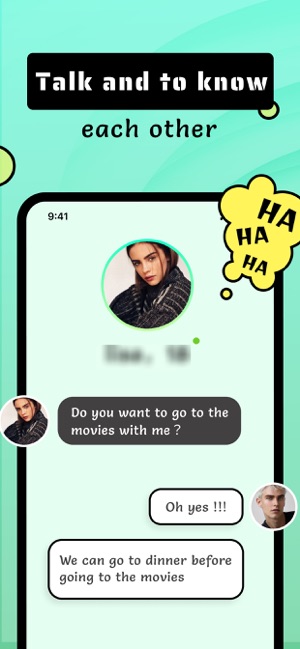 Talk and to know
each other
9:41
HA
HA
HA
Do you want to go to the
movies with me ?
Oh yes !!!
We can go to dinner before
going to the movies